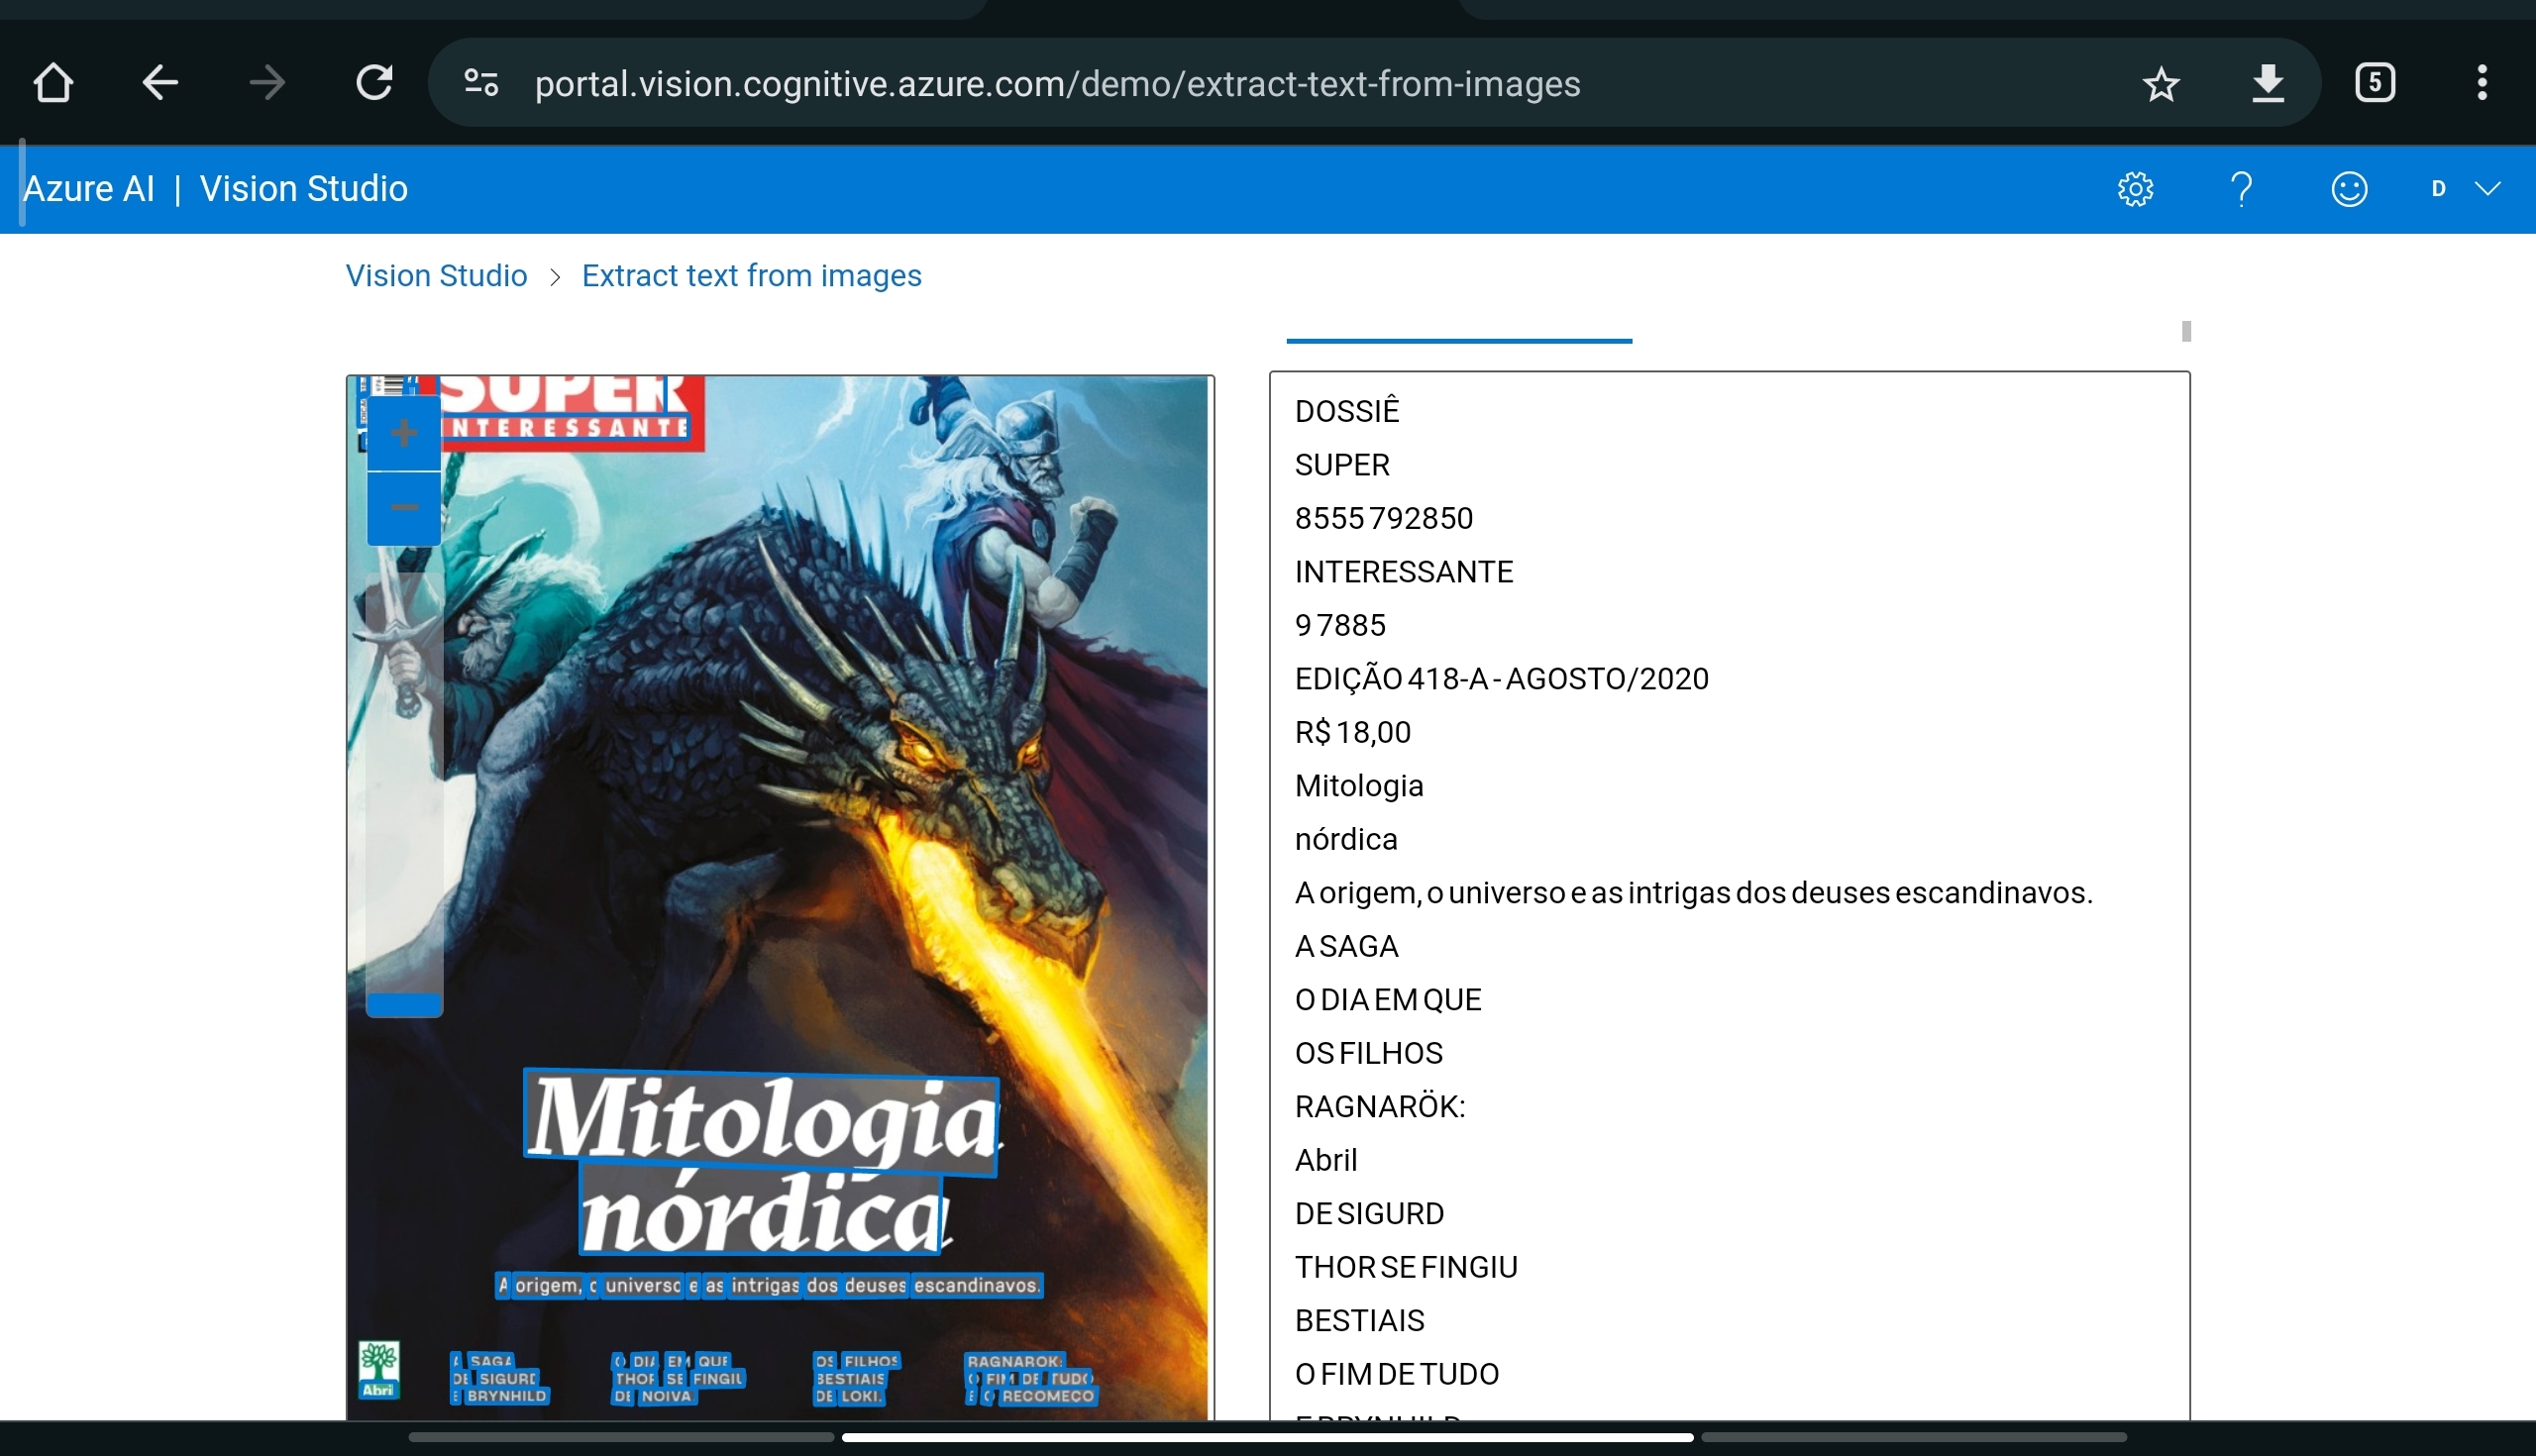 5
portal.vision.cognitive.azure.com/demo/extract-text-from-images
Azure AI | Vision Studio
D
Vision Studio > Extract text from images
SUPER
INTERESSANTE
Mitologia
nórdica
A origem, o universo e as intrigas dos deuses escandinavos.
Abril
A SAGA
DE SIGURD
E BRYNHILD
O DIA EM QUE
THOR SE FINGIU
DE NOIVA
OS FILHOS
BESTIAIS
DE LOKI.
RAGNARÖK:
O FIM DE TUDO
E O RECOMEÇO
DOSSIÊ
SUPER
8555 792850
INTERESSANTE
9 7885
EDIÇÃO 418-A - AGOSTO/2020
R$ 18,00
Mitologia
nórdica
A origem, o universo e as intrigas dos deuses escandinavos.
A SAGA
O DIA EM QUE
OS FILHOS
RAGNARÖK:
Abril
DE SIGURD
THOR SE FINGIU
BESTIAIS
O FIM DE TUDO
E BRYNHILD